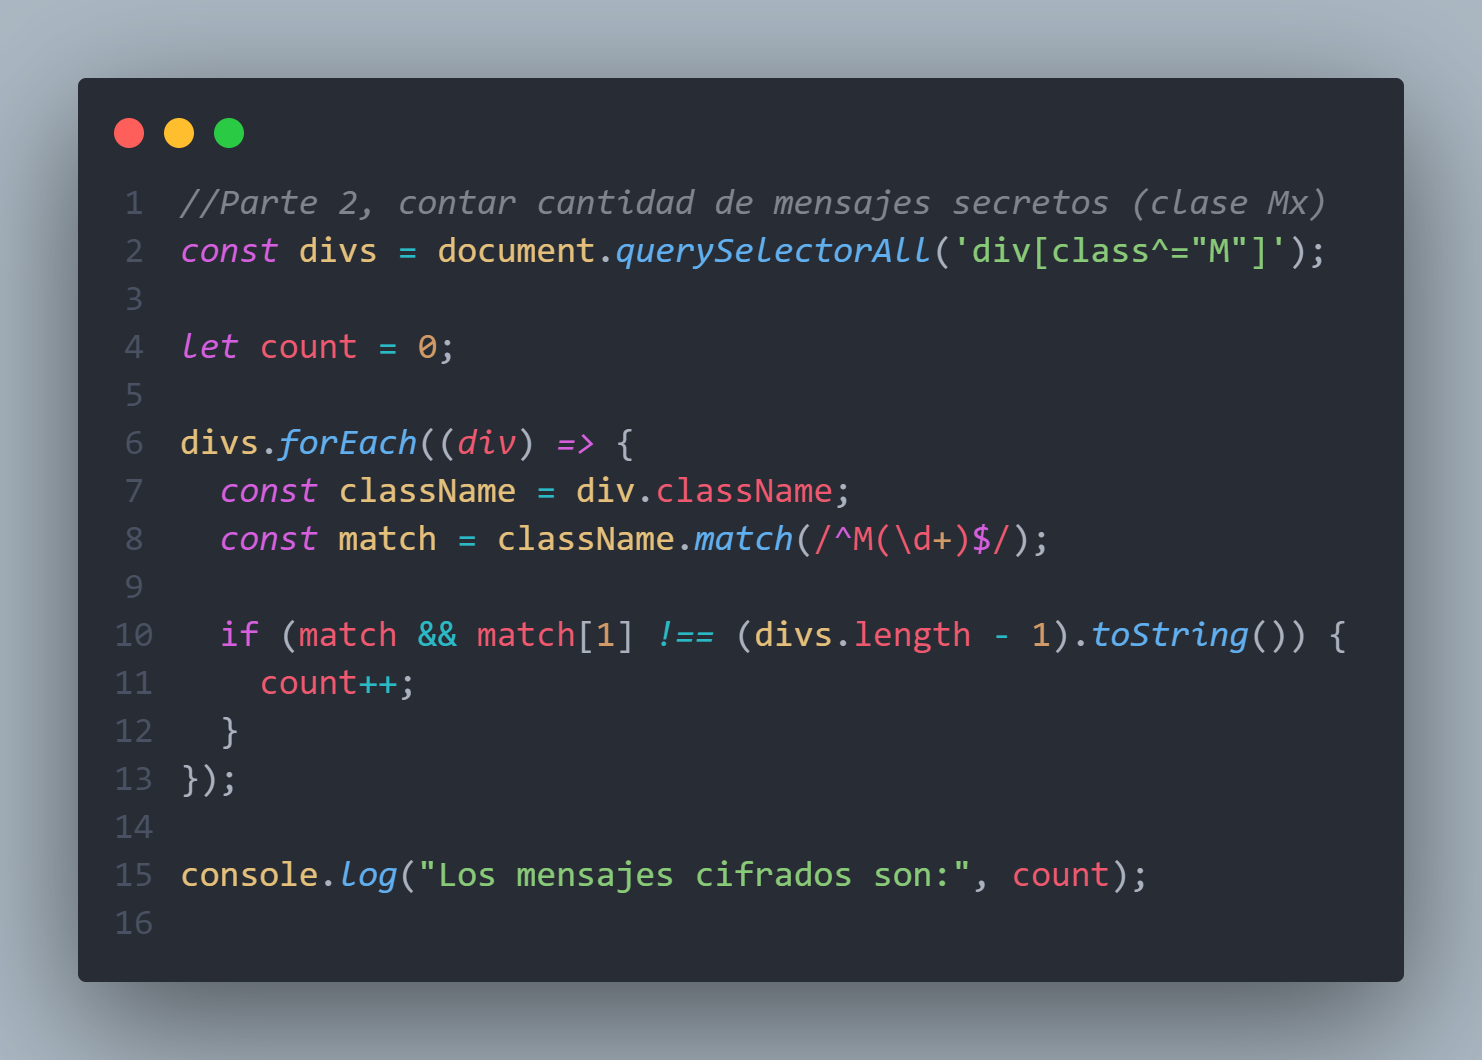 1 //Parte 2, contar cantidad de mensajes secretos (clase Mx)
2 const divs = document.querySelectorAll('div[class^="M"]');
3
4 let count = 0;
5
6 divs.forEach((div) => {
7   const className = div.className;
8   const match = className.match(/^M(\d+)$/);
9
10   if (match && match[1] !== (divs.length - 1).toString()) {
11     count++;
12   }
13 });
14
15 console.log("Los mensajes cifrados son:", count);
16